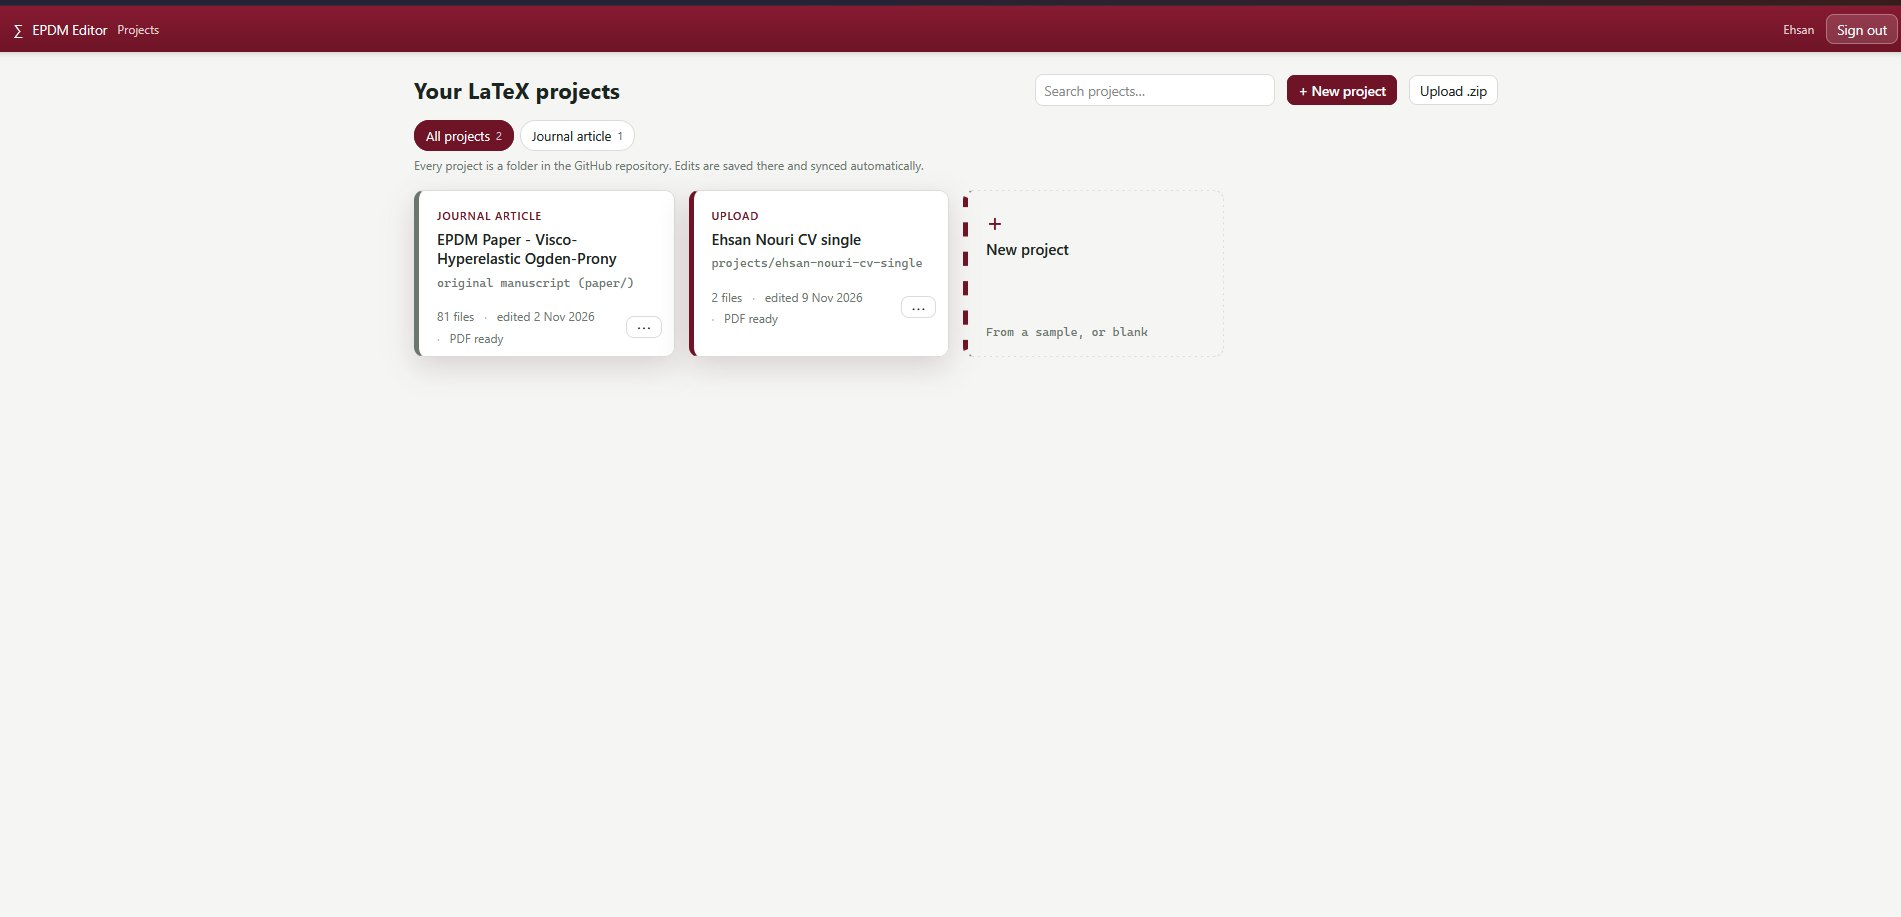 ∑ EPDM Editor Projects Ehsan Sign out
Your LaTeX projects
Search projects...
+ New project
Upload .zip
All projects 2
Journal article 1
Every project is a folder in the GitHub repository. Edits are saved there and synced automatically.
JOURNAL ARTICLE
EPDM Paper - Visco-
Hyperelastic Ogden-Prony
original manuscript (paper/)
81 files · edited 2 Nov 2026
· PDF ready
...
UPLOAD
Ehsan Nouri CV single
projects/ehsan-nouri-cv-single
2 files · edited 9 Nov 2026
· PDF ready
...
+
New project
From a sample, or blank